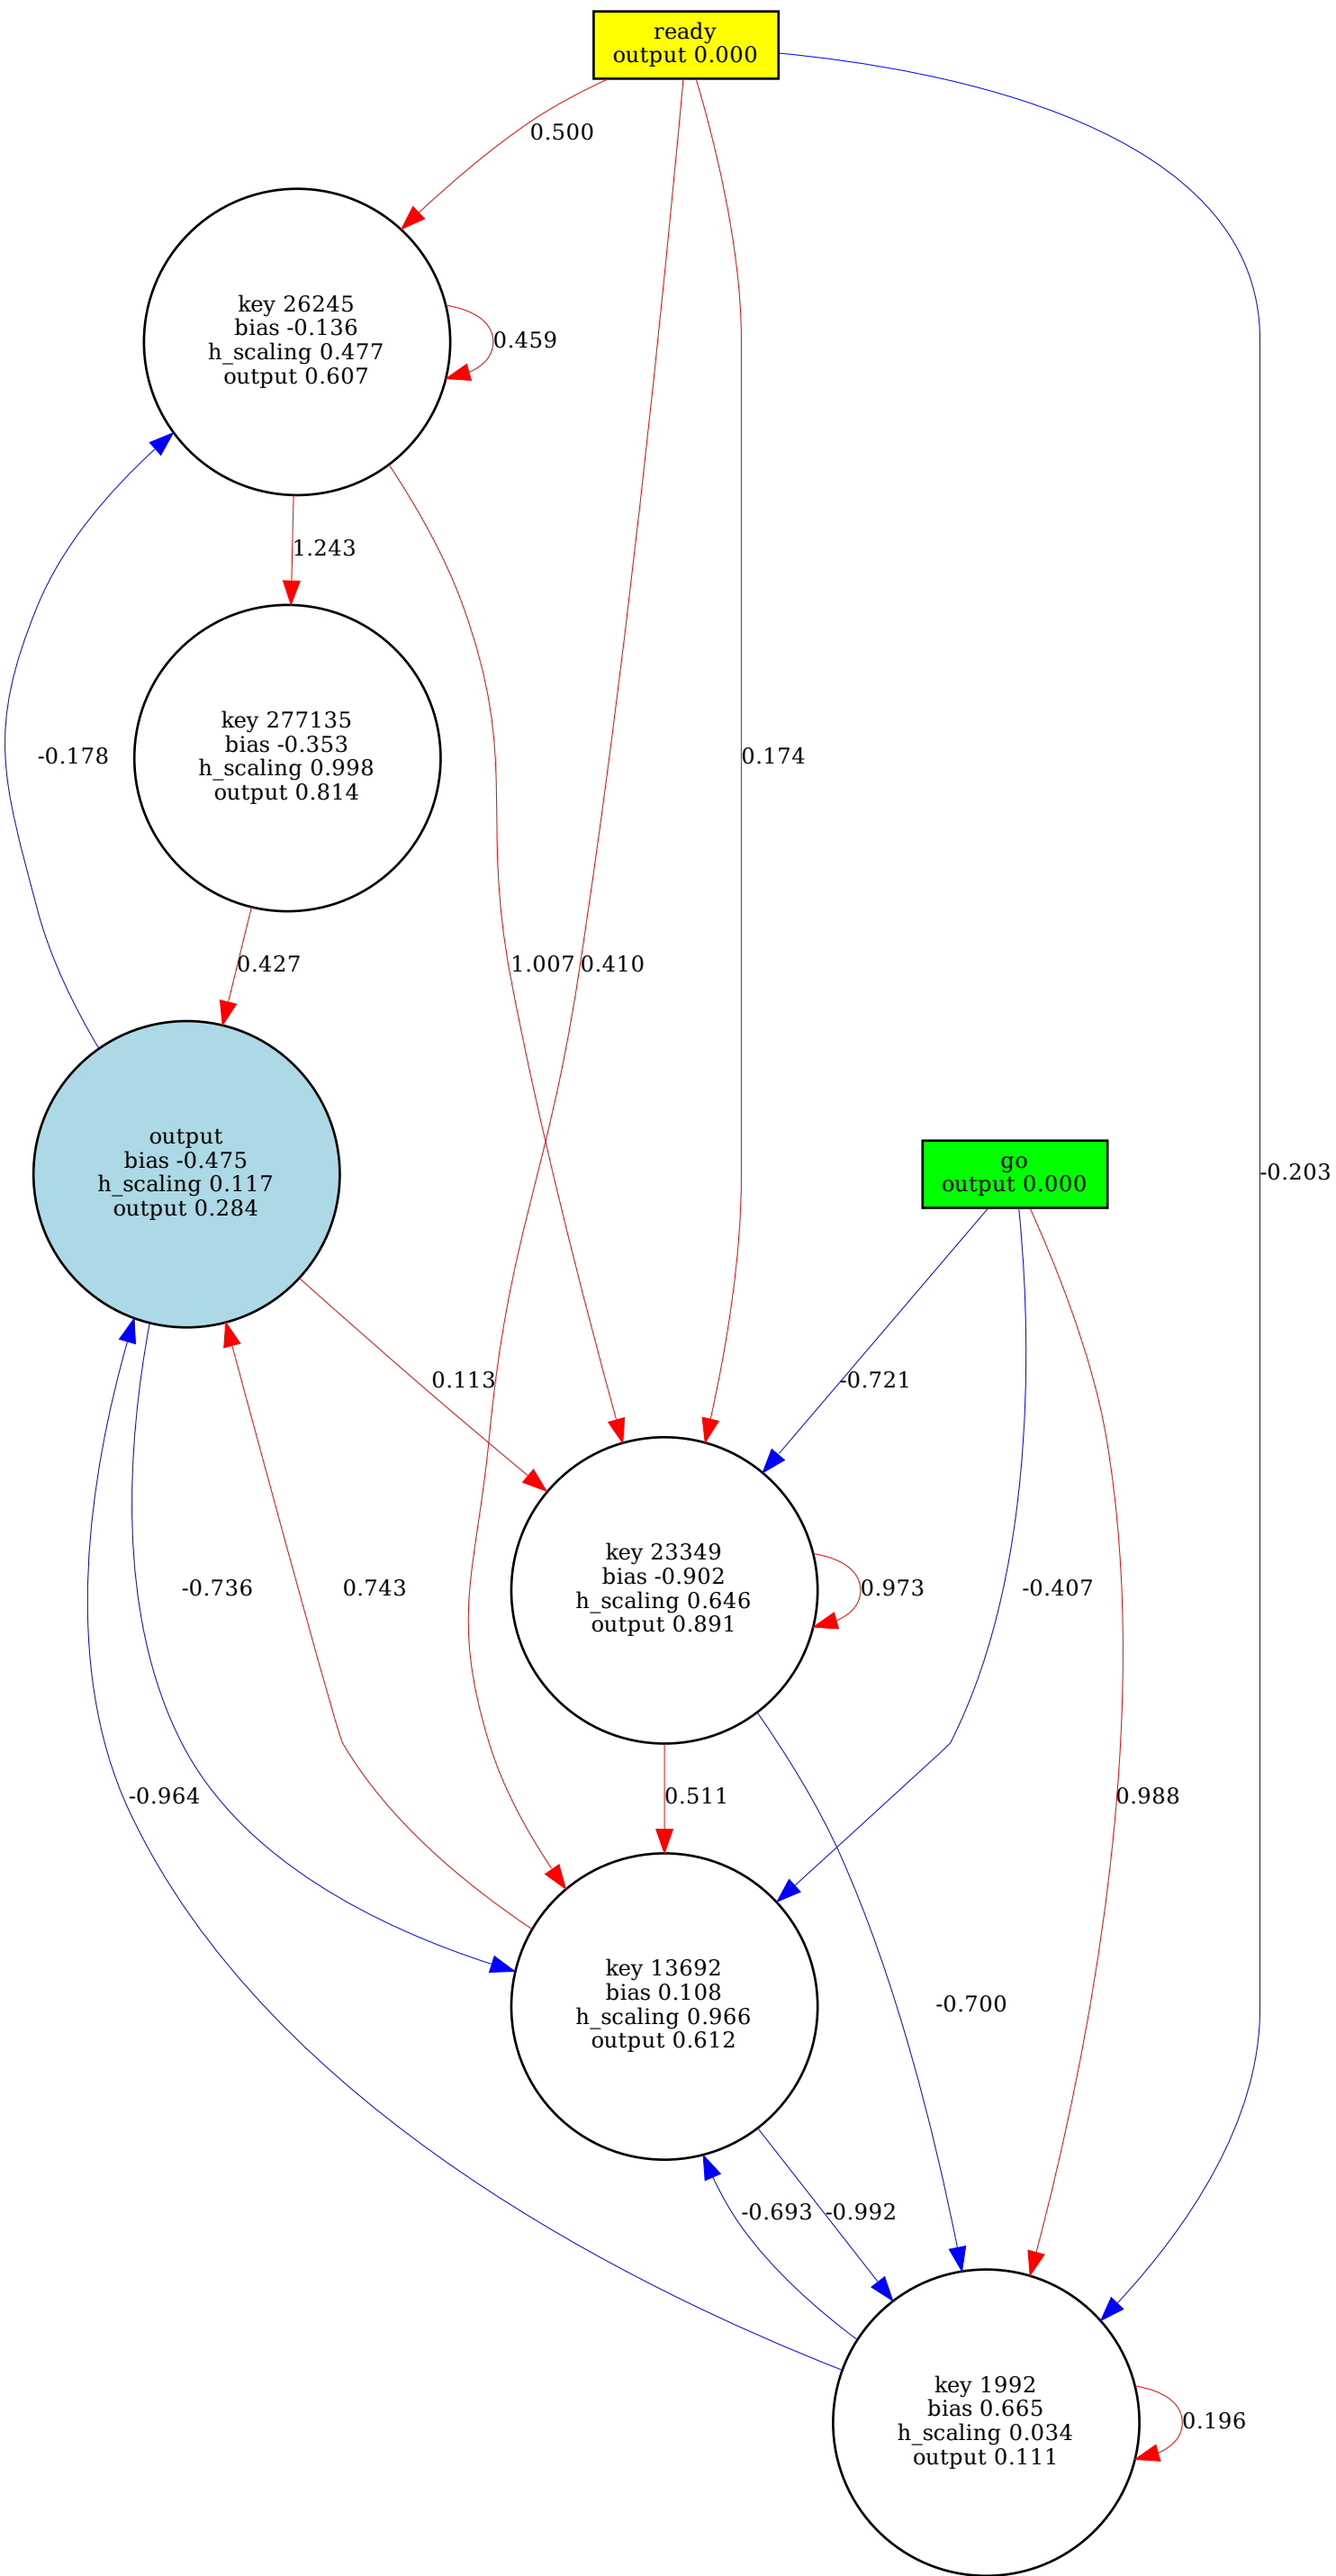 ready
output 0.000
0.500
key 26245
bias -0.136
h_scaling 0.477
output 0.607
0.459
1.243
key 277135
bias -0.353
h_scaling 0.998
output 0.814
-0.178
0.174
0.427
1.007
0.410
output
bias -0.475
h_scaling 0.117
output 0.284
go
output 0.000
-0.203
0.113
-0.721
key 23349
bias -0.902
h_scaling 0.646
output 0.891
-0.736
0.743
0.973
-0.407
-0.964
0.511
0.988
key 13692
bias 0.108
h_scaling 0.966
output 0.612
-0.700
-0.693
-0.992
key 1992
bias 0.665
h_scaling 0.034
output 0.111
0.196